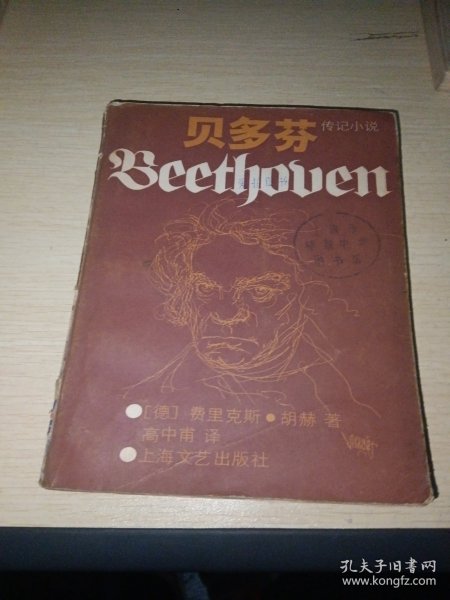 贝多芬 传记小说
Beethoven
[德] 费里克斯·胡赫 著
高中甫 译
上海文艺出版社
孔夫子旧书网
www.kongfz.com